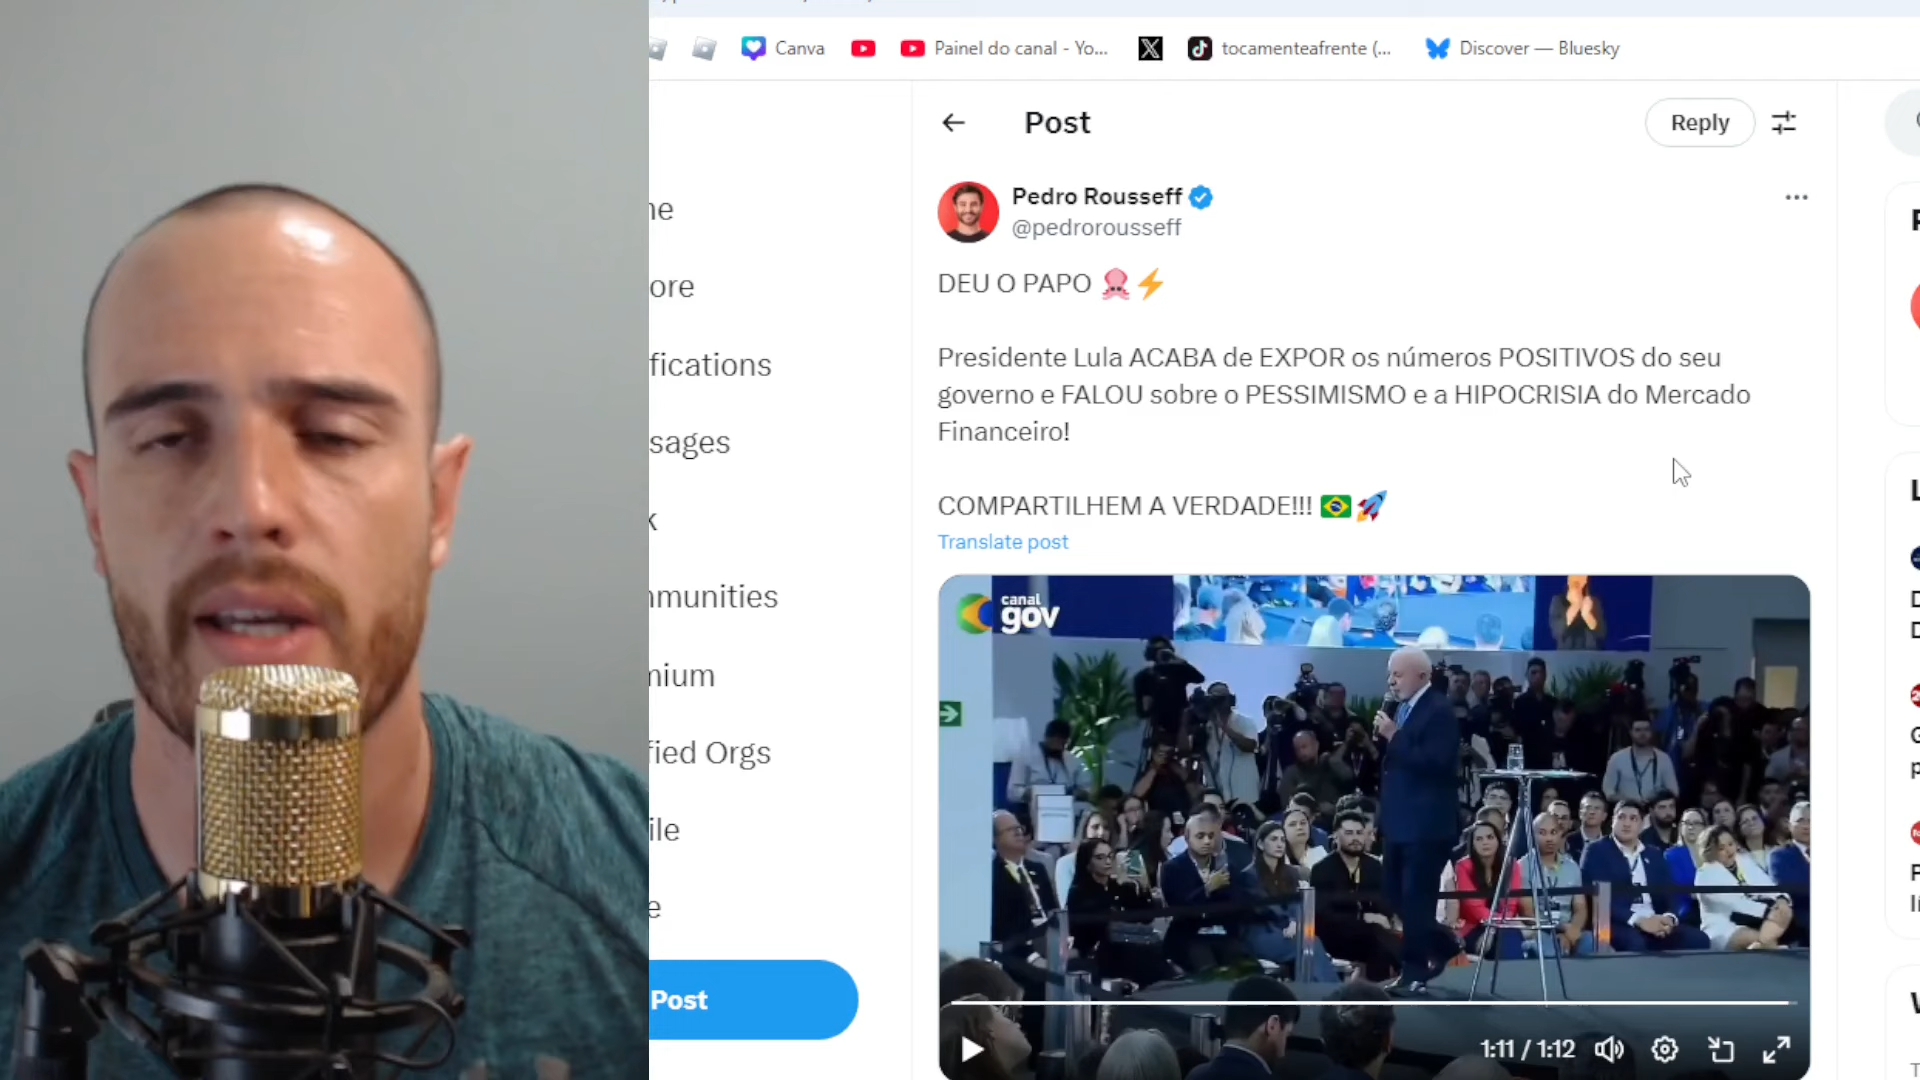 Canva
Painel do canal - Yo...
tocamenteafrente (...
Discover — Bluesky
Post
Reply
Pedro Rousseff
@pedrorousseff
DEU O PAPO 🦑⚡
Presidente Lula ACABA de EXPOR os números POSITIVOS do seu
governo e FALOU sobre o PESSIMISMO e a HIPOCRISIA do Mercado
Financeiro!
COMPARTILHEM A VERDADE!!! 🇧🇷🚀
Translate post
canal
gov
1:11 / 1:12
ne
ore
fications
sages
k
nmunities
nium
fied Orgs
ile
e
Post